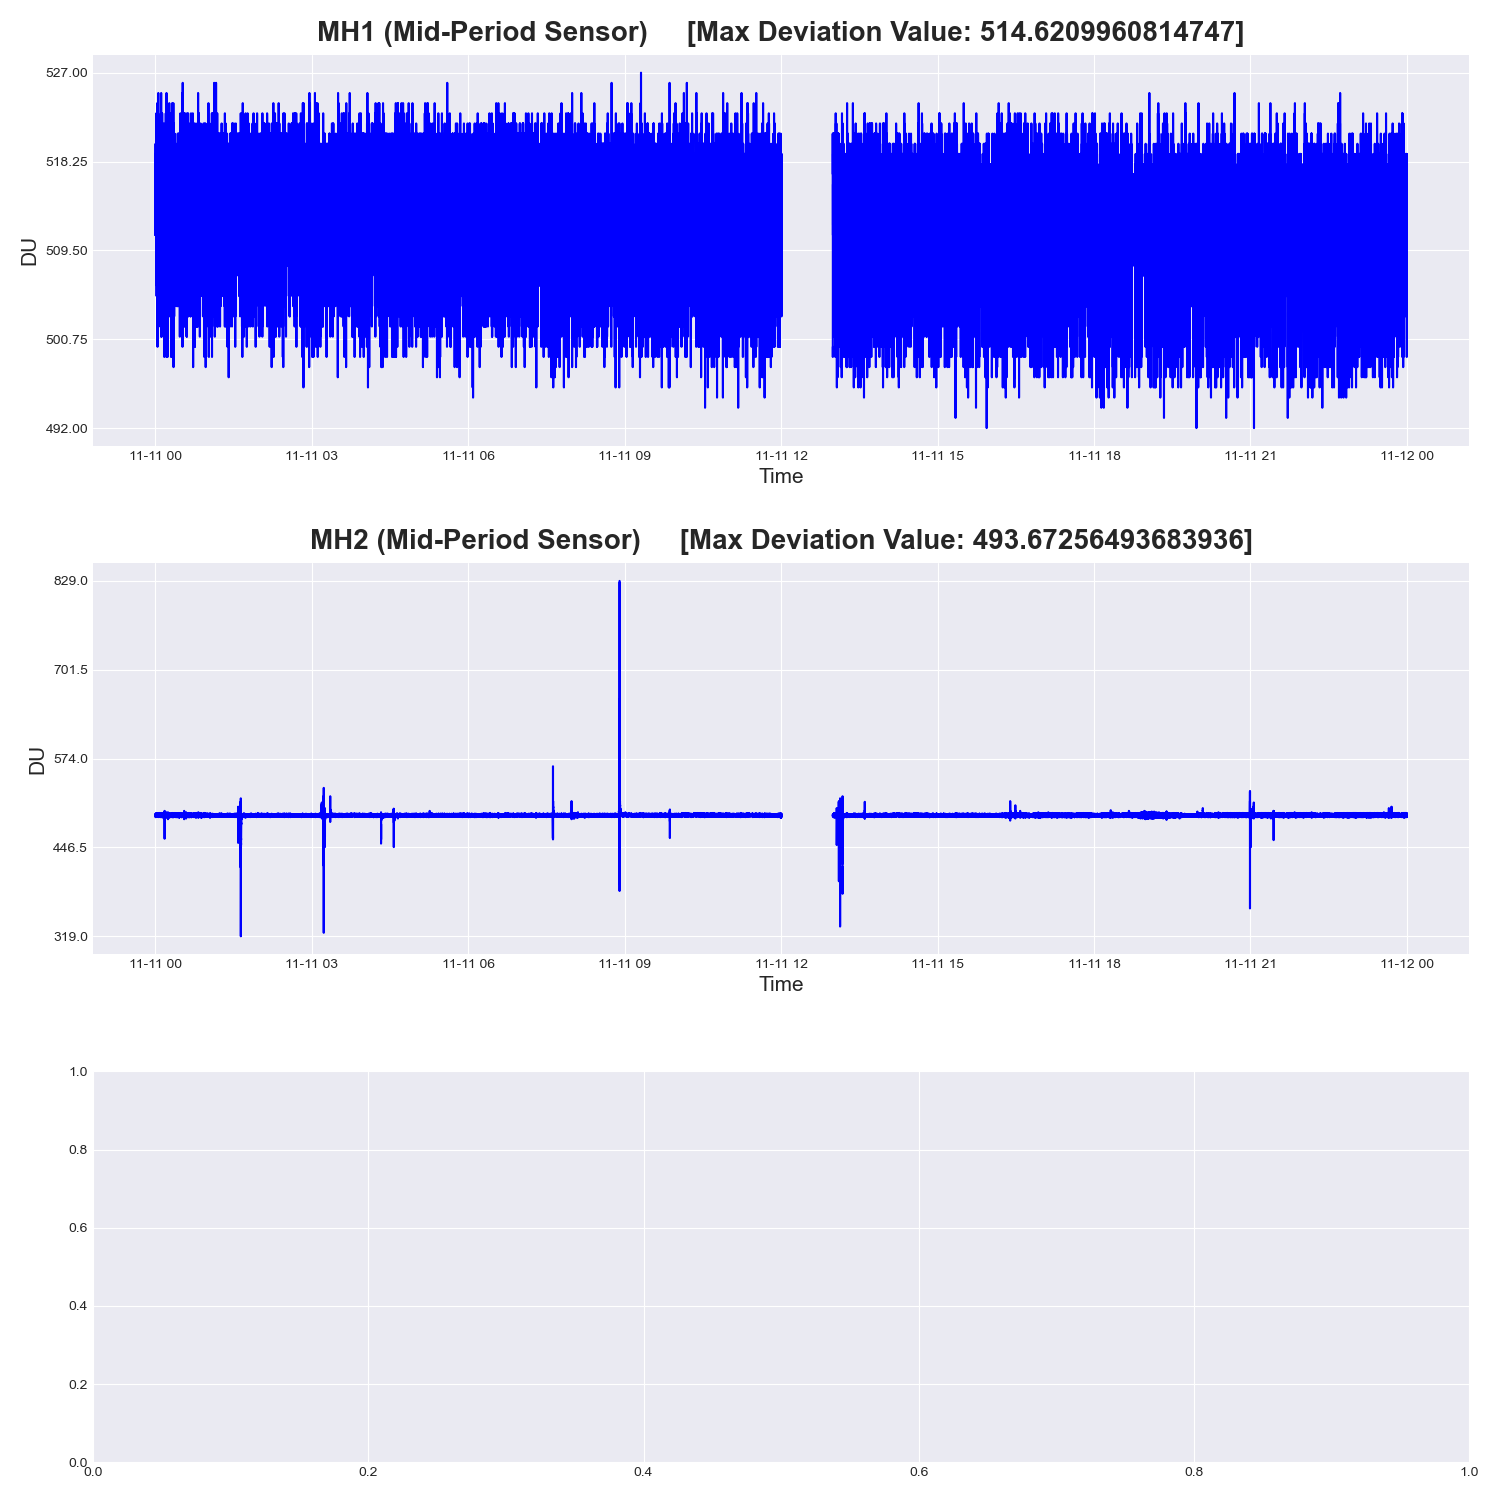 MH1 (Mid-Period Sensor) [Max Deviation Value: 514.6209960814747]
527.00
518.25
509.50
500.75
492.00
DU
11-11 00 11-11 03 11-11 06 11-11 09 11-11 12 11-11 15 11-11 18 11-11 21 11-12 00
Time
MH2 (Mid-Period Sensor) [Max Deviation Value: 493.67256493683936]
829.0
701.5
574.0
446.5
319.0
DU
11-11 00 11-11 03 11-11 06 11-11 09 11-11 12 11-11 15 11-11 18 11-11 21 11-12 00
Time
1.0
0.8
0.6
0.4
0.2
0.0
0.0 0.2 0.4 0.6 0.8 1.0